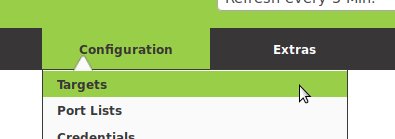 Refresh every 5 Min.
Configuration Extras
Targets
Port Lists
Credentials